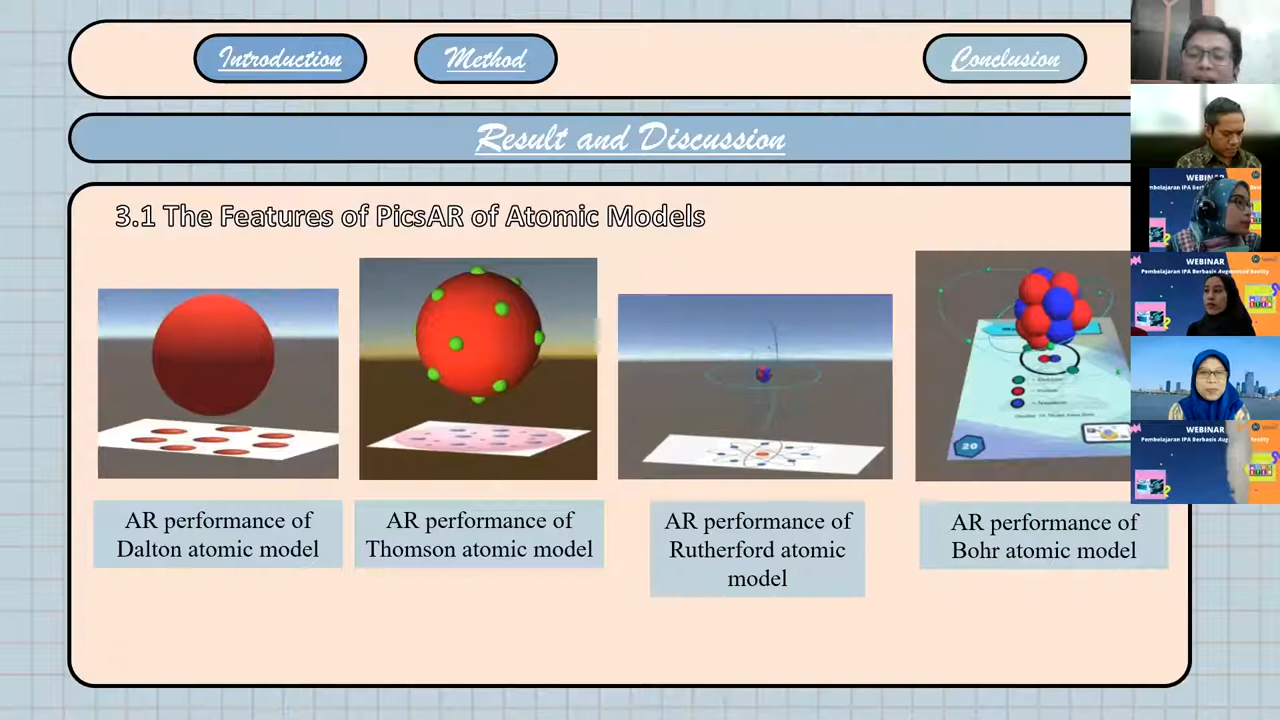 Introduction
Method
Conclusion
Result and Discussion
3.1 The Features of PicsAR of Atomic Models
AR performance of
Dalton atomic model
AR performance of
Thomson atomic model
AR performance of
Rutherford atomic
model
AR performance of
Bohr atomic model
20
WEBINAR
WEBINAR
Pembelajaran IPA Berbasis Augmented Reality
WEBINAR
Pembelajaran IPA Berbasis